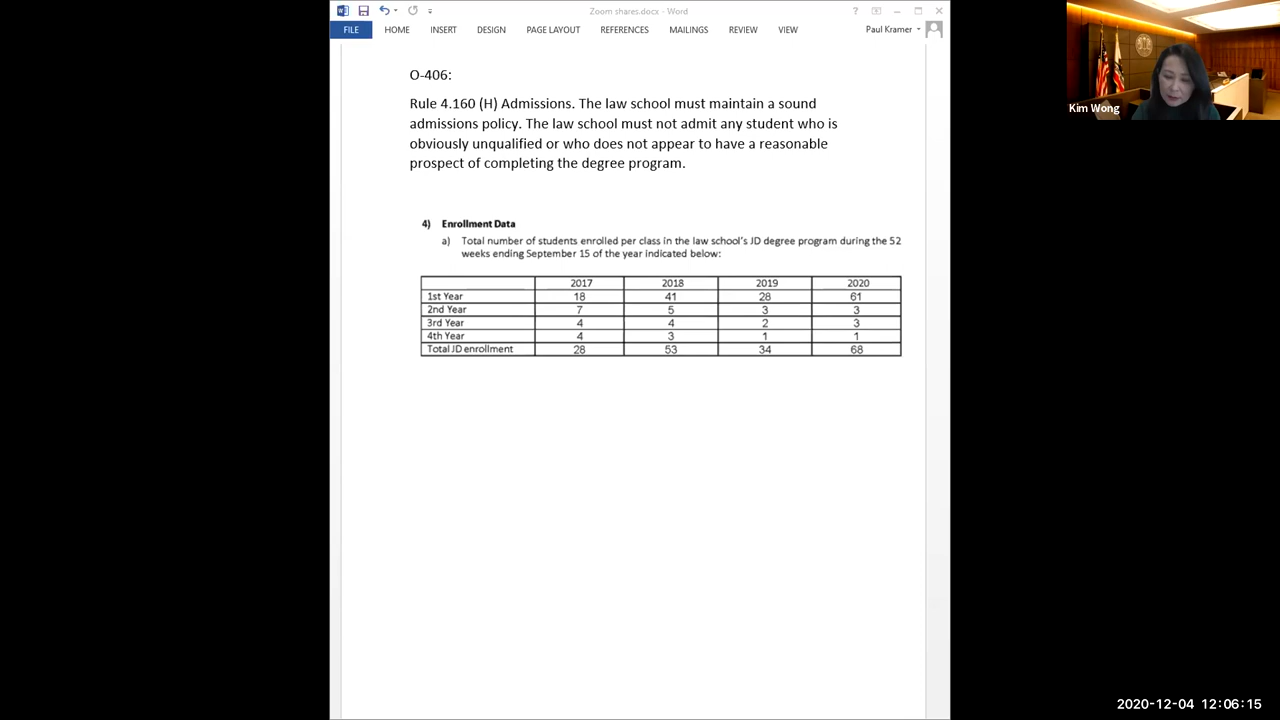 Zoom shares.docx - Word
FILE HOME INSERT DESIGN PAGE LAYOUT REFERENCES MAILINGS REVIEW VIEW Paul Kramer
Kim Wong
O-406:
Rule 4.160 (H) Admissions. The law school must maintain a sound
admissions policy. The law school must not admit any student who is
obviously unqualified or who does not appear to have a reasonable
prospect of completing the degree program.
4) Enrollment Data
a) Total number of students enrolled per class in the law school's JD degree program during the 52
weeks ending September 15 of the year indicated below:
2017 2018 2019 2020
1st Year 18 41 28 61
2nd Year 7 5 3 3
3rd Year 4 4 2 3
4th Year 4 3 1 1
Total JD enrollment 28 53 34 68
2020-12-04 12:06:15